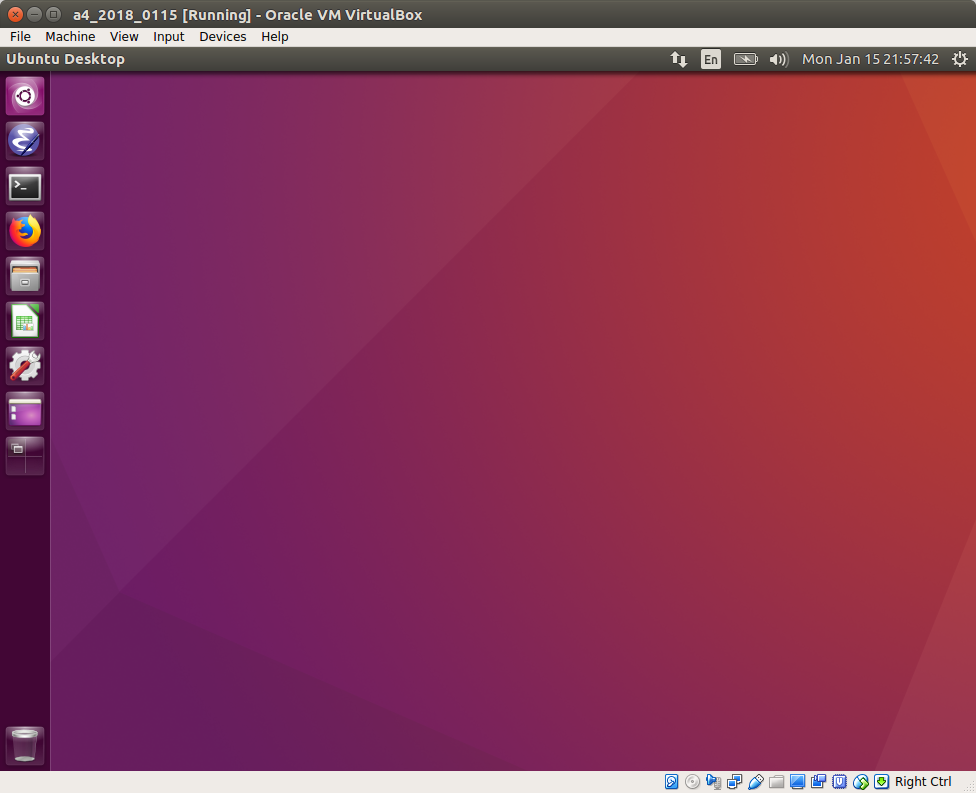 a4_2018_0115 [Running] - Oracle VM VirtualBox
File Machine View Input Devices Help
Ubuntu Desktop En Mon Jan 15 21:57:42
Right Ctrl